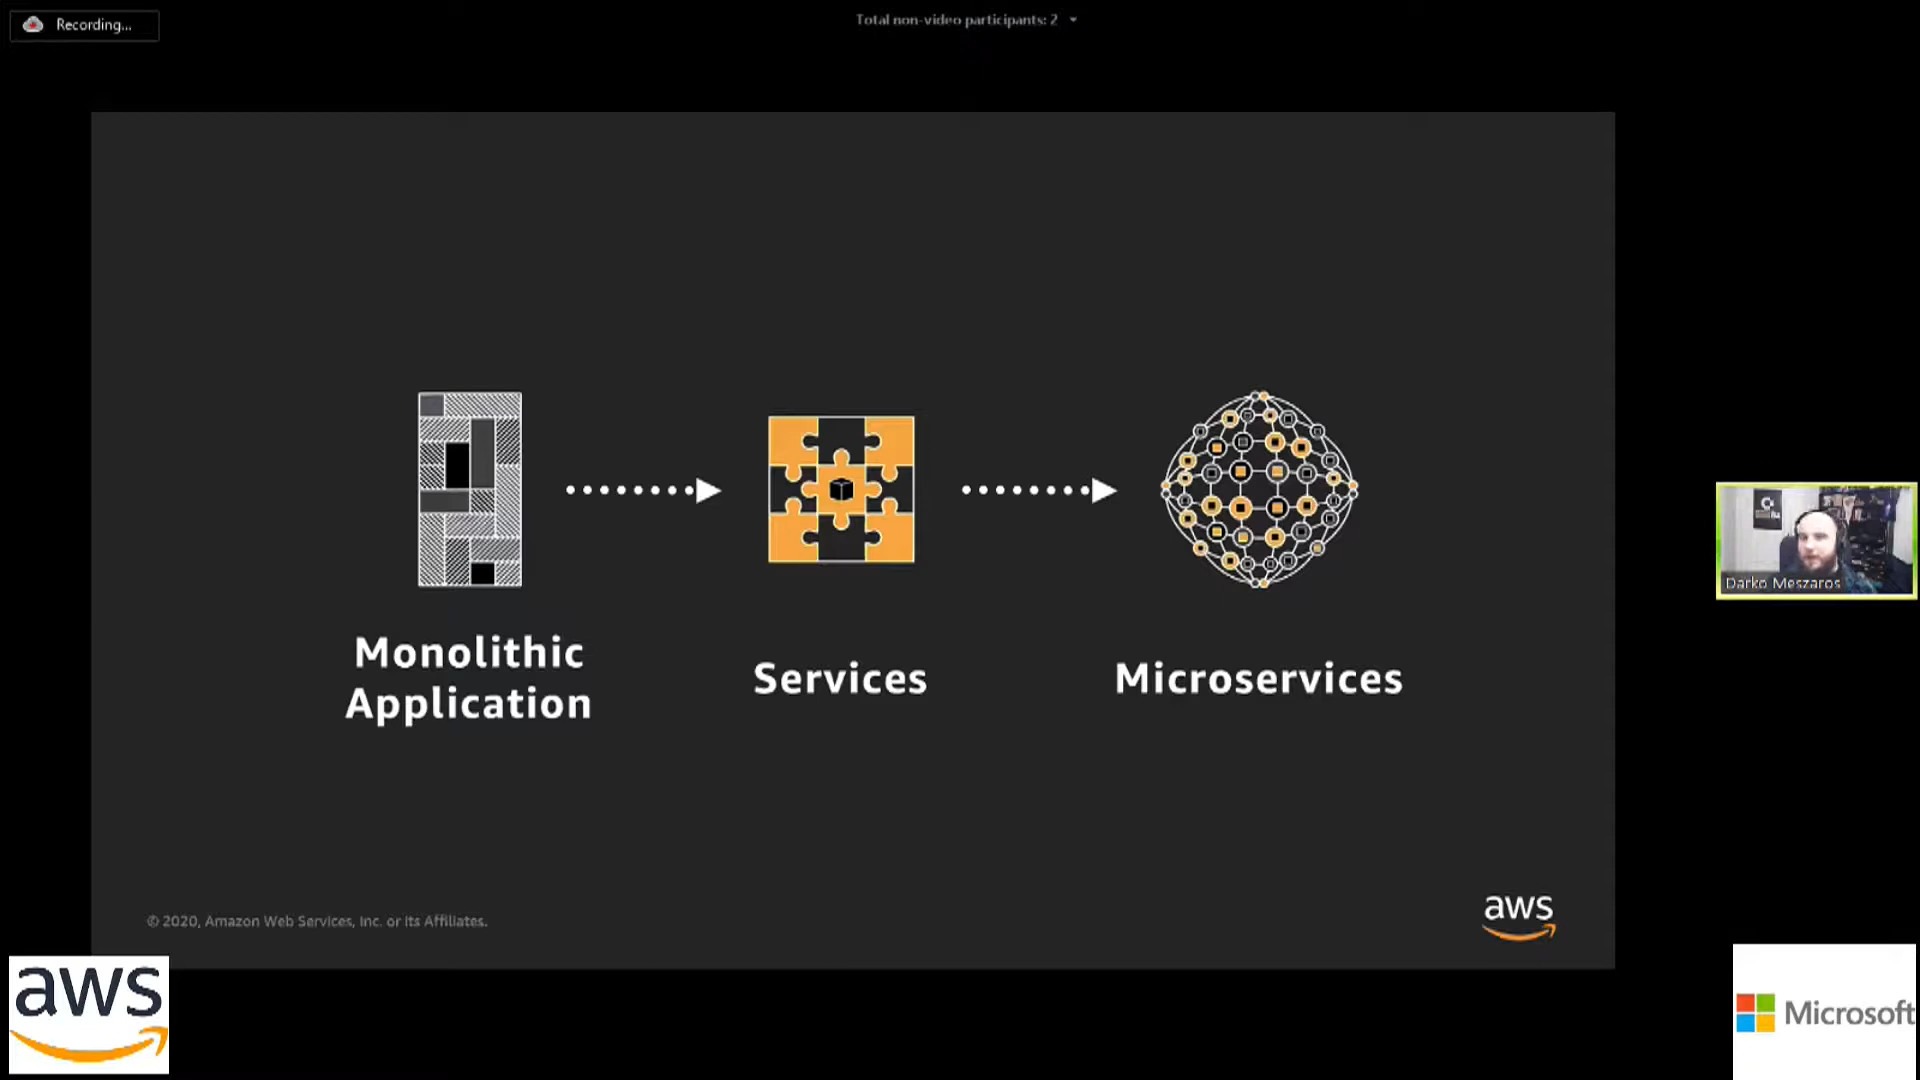 Recording...
Total non-video participants: 2
Monolithic
Application
Services
Microservices
Darko Meszaros
© 2020, Amazon Web Services, Inc. or its Affiliates.
aws
aws
Microsoft